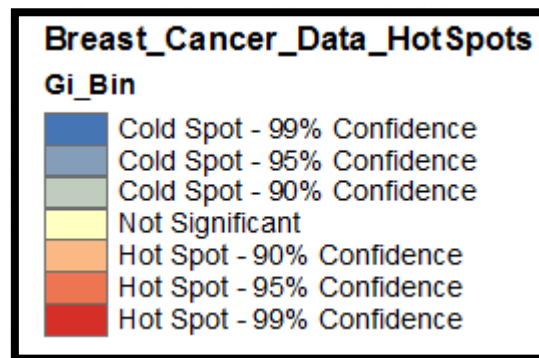 Breast_Cancer_Data_HotSpots
Gi_Bin
Cold Spot - 99% Confidence
Cold Spot - 95% Confidence
Cold Spot - 90% Confidence
Not Significant
Hot Spot - 90% Confidence
Hot Spot - 95% Confidence
Hot Spot - 99% Confidence